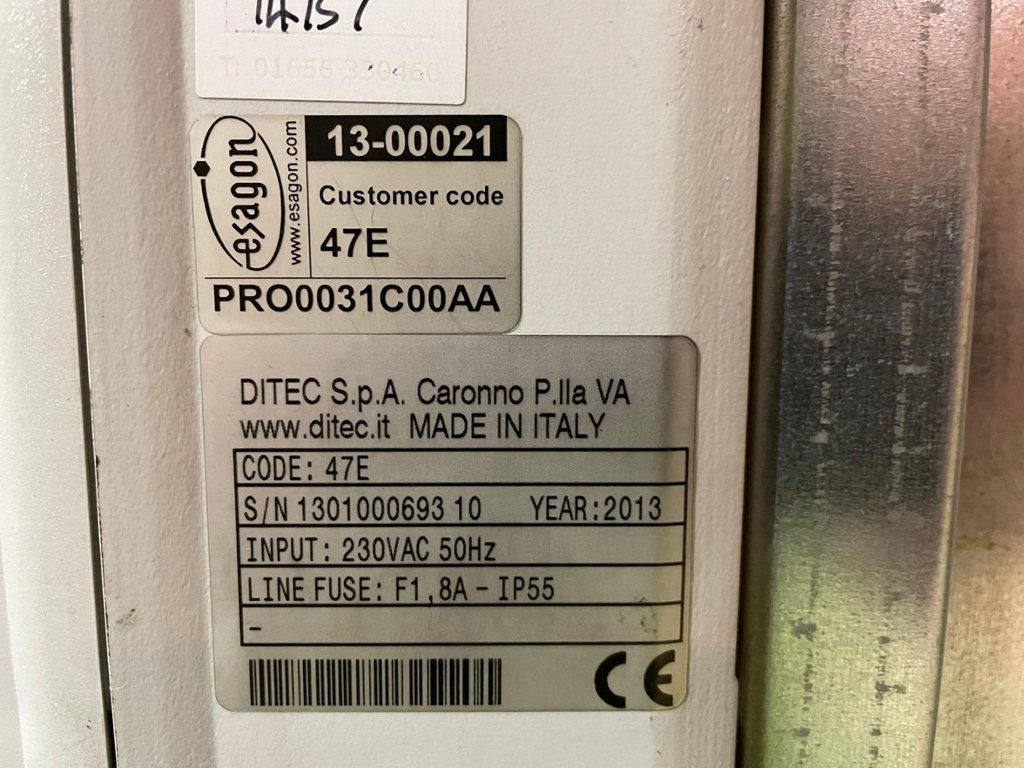 14157
T: 01656 330460
esagon
www.esagon.com
13-00021
Customer code
47E
PRO0031C00AA
DITEC S.p.A. Caronno P.lla VA
www.ditec.it MADE IN ITALY
CODE: 47E
S/N 1301000693 10 YEAR:2013
INPUT: 230VAC 50Hz
LINE FUSE: F1,8A - IP55
-
CE